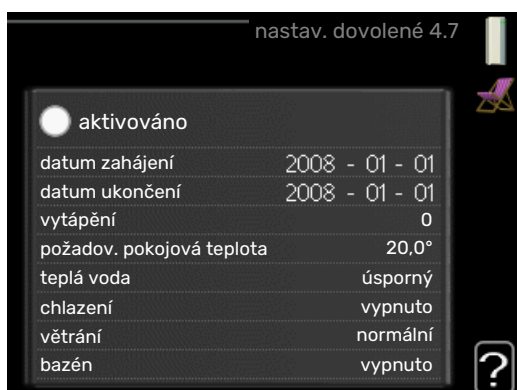 nastav. dovolené 4.7
aktivováno
datum zahájení 2008 - 01 - 01
datum ukončení 2008 - 01 - 01
vytápění 0
požadov. pokojová teplota 20,0°
teplá voda úsporný
chlazení vypnuto
větrání normální
bazén vypnuto
?